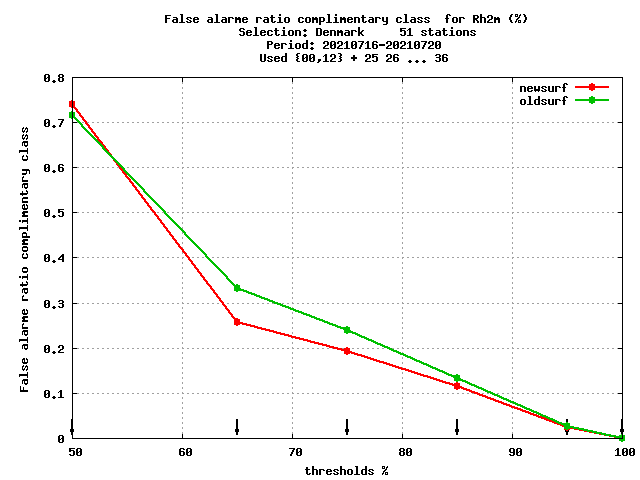 False alarme ratio complimentary class  for Rh2m (%)
Selection: Denmark     51 stations
Period: 20210716-20210720
Used {00,12} + 25 26 ... 36
newsurf
oldsurf
False alarme ratio complimentary class
0.8
0.7
0.6
0.5
0.4
0.3
0.2
0.1
0
50 60 70 80 90 100
thresholds %